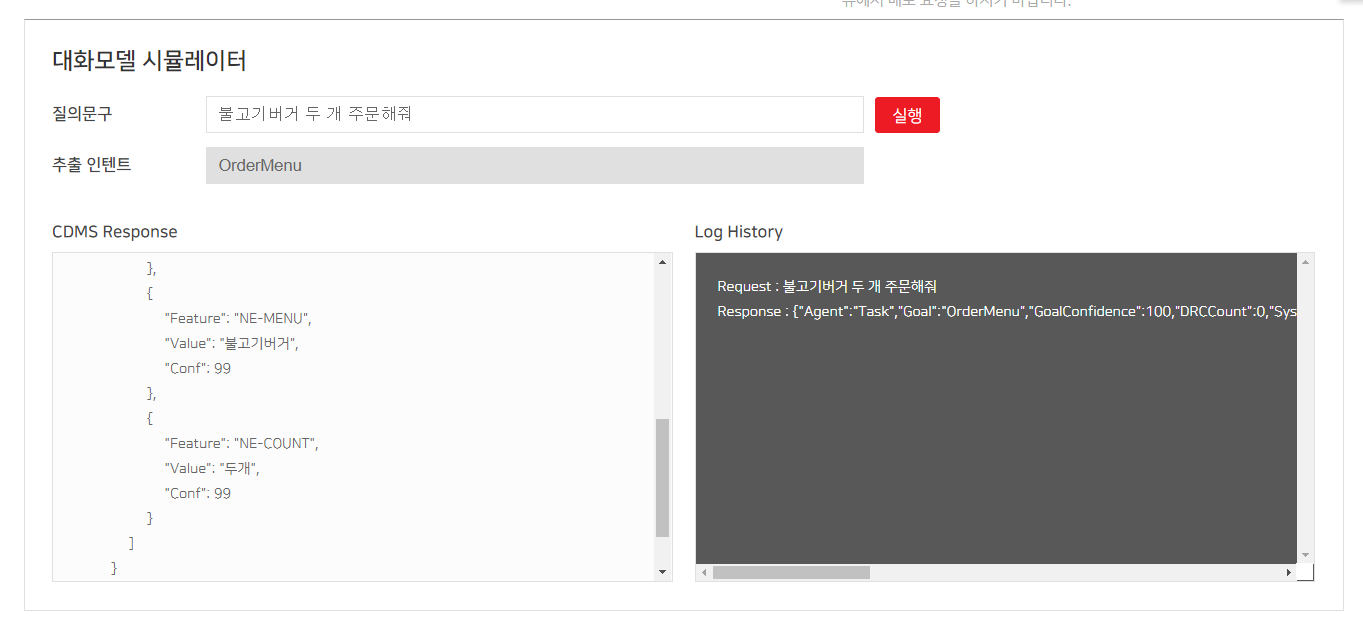 대화모델 시뮬레이터
질의문구
불고기버거 두 개 주문해줘
실행
추출 인텐트
OrderMenu
CDMS Response
},
{
"Feature": "NE-MENU",
"Value": "불고기버거",
"Conf": 99
},
{
"Feature": "NE-COUNT",
"Value": "두개",
"Conf": 99
}
]
}
Log History
Request : 불고기버거 두 개 주문해줘
Response : {"Agent":"Task","Goal":"OrderMenu","GoalConfidence":100,"DRCCount":0,"Sys